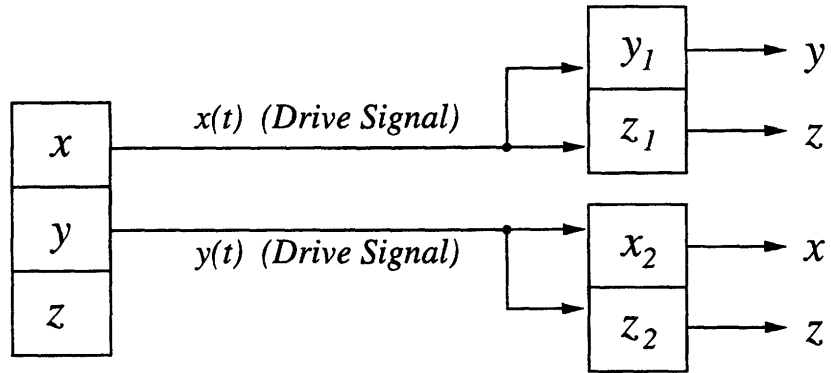 x
y
z
x(t) (Drive Signal)
y(t) (Drive Signal)
y₁
z₁
y
z
x₂
z₂
x
z